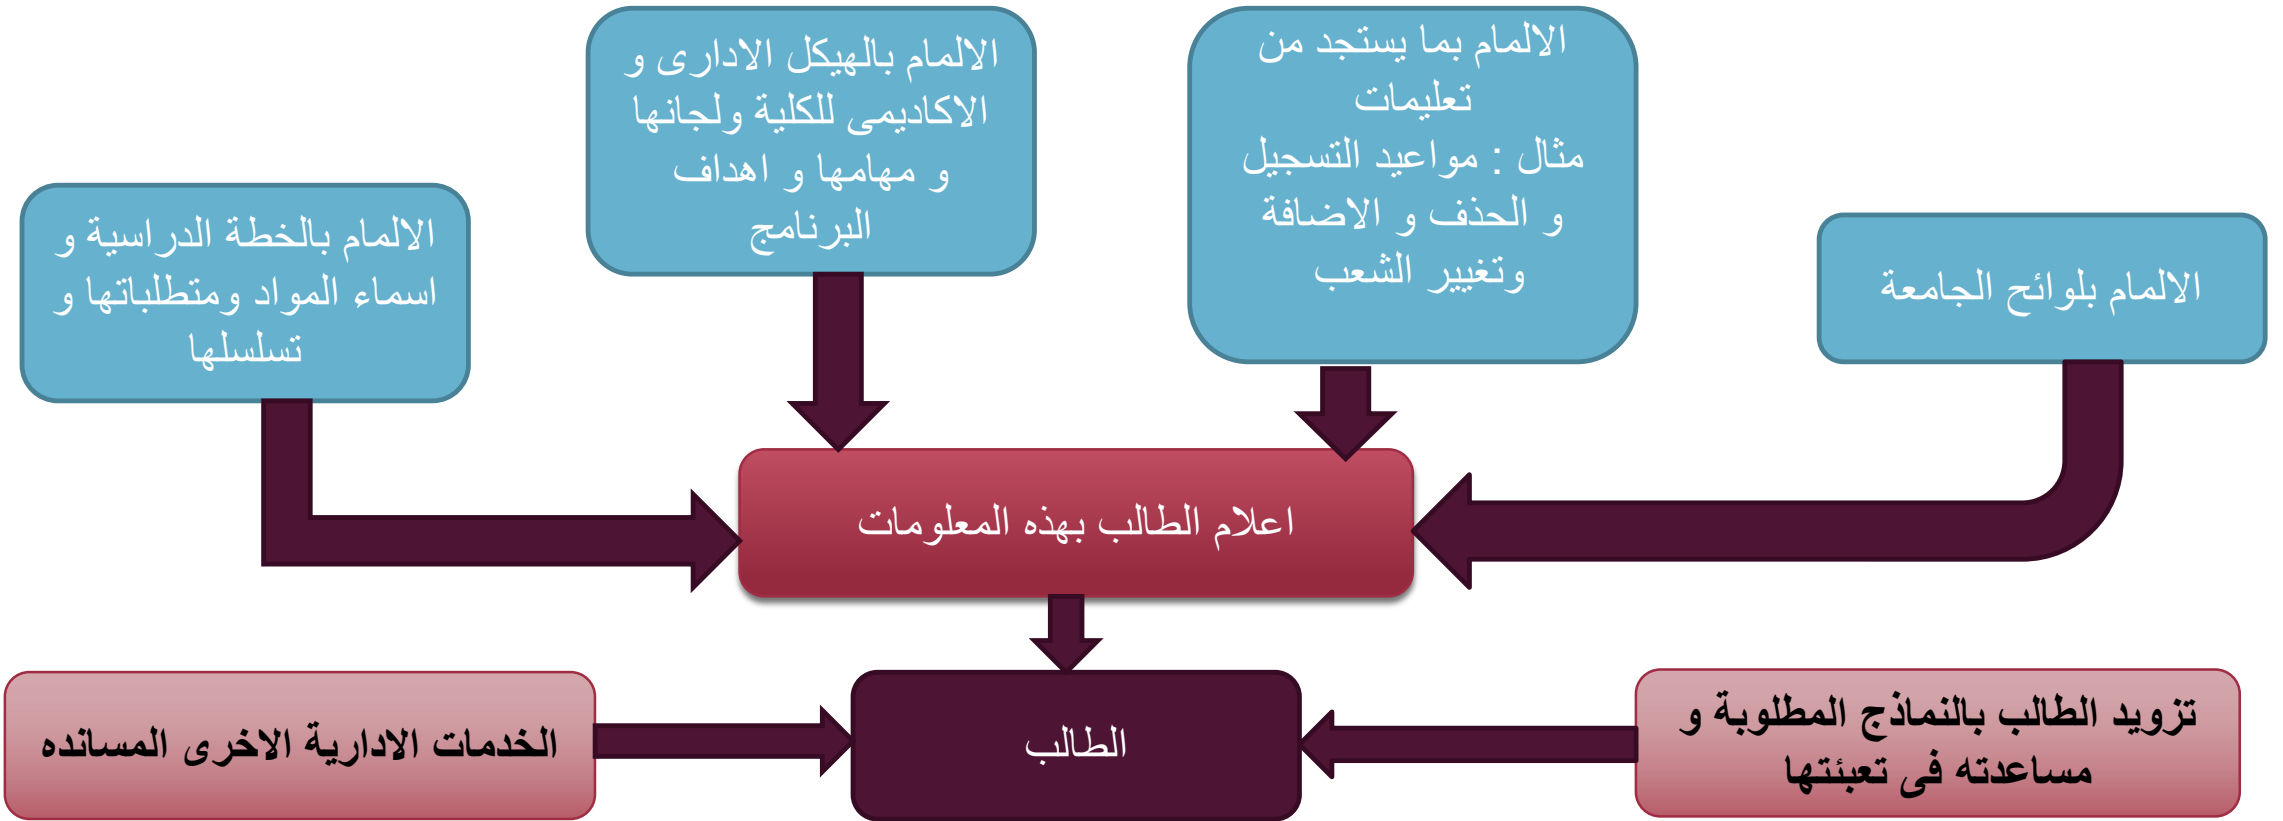 الالمام بلوائح الجامعة
الالمام بما يستجد من
تعليمات
مثال : مواعيد التسجيل
و الحذف و الاضافة
وتغيير الشعب
الالمام بالهيكل الادارى و
الاكاديمى للكلية ولجانها
و مهامها و اهداف
البرنامج
الالمام بالخطة الدراسية و
اسماء المواد ومتطلباتها و
تسلسلها
اعلام الطالب بهذه المعلومات
تزويد الطالب بالنماذج المطلوبة و
مساعدته فى تعبئتها
الطالب
الخدمات الادارية الاخرى المسانده